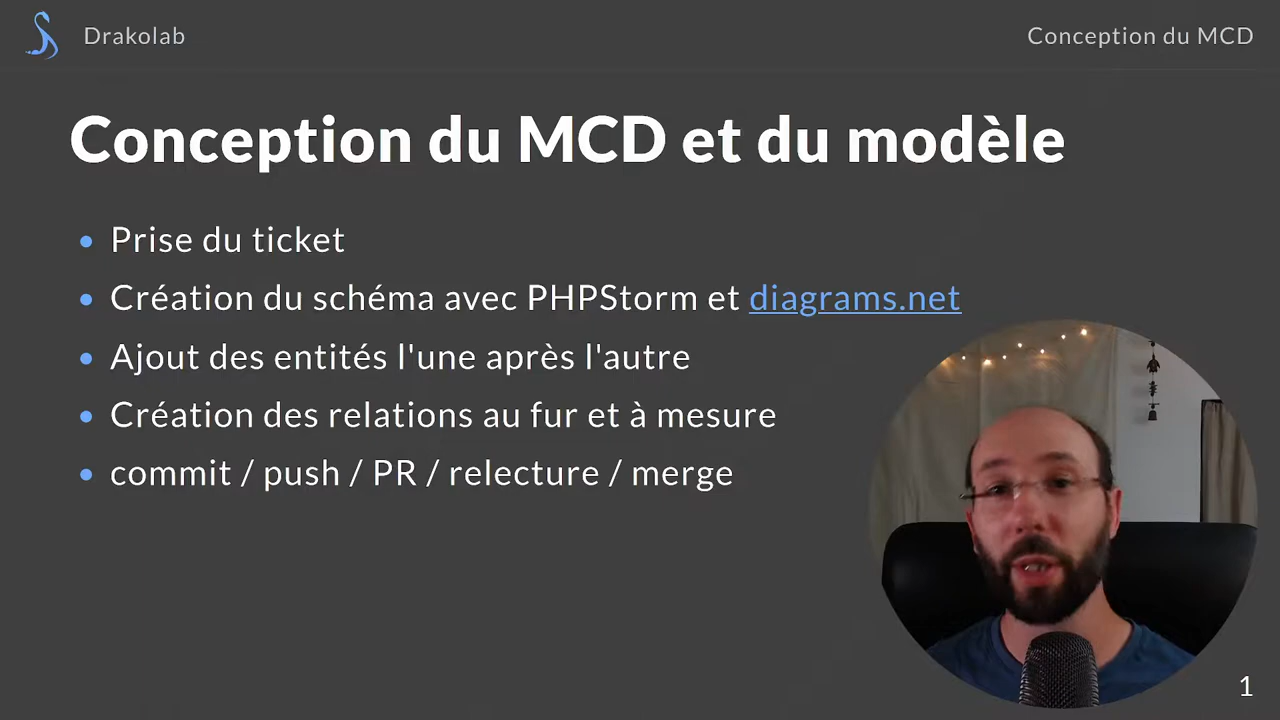 Drakolab
Conception du MCD
Conception du MCD et du modèle
Prise du ticket
Création du schéma avec PHPStorm et diagrams.net
Ajout des entités l'une après l'autre
Création des relations au fur et à mesure
commit / push / PR / relecture / merge
1